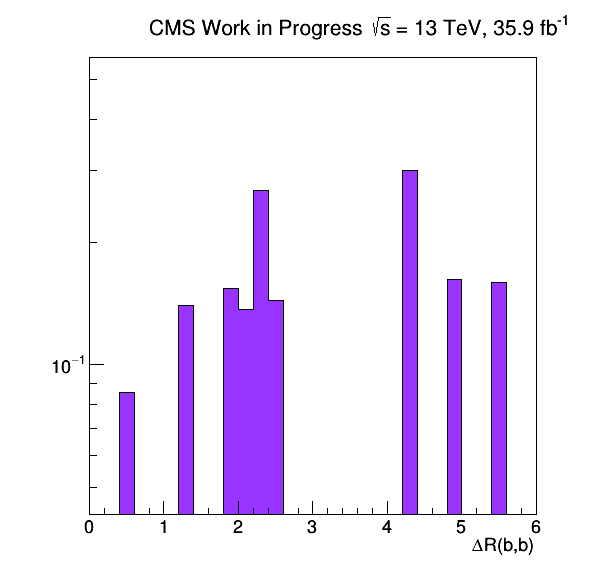 CMS Work in Progress √s = 13 TeV, 35.9 fb⁻¹
10⁻¹
0 1 2 3 4 5 6
ΔR(b,b)